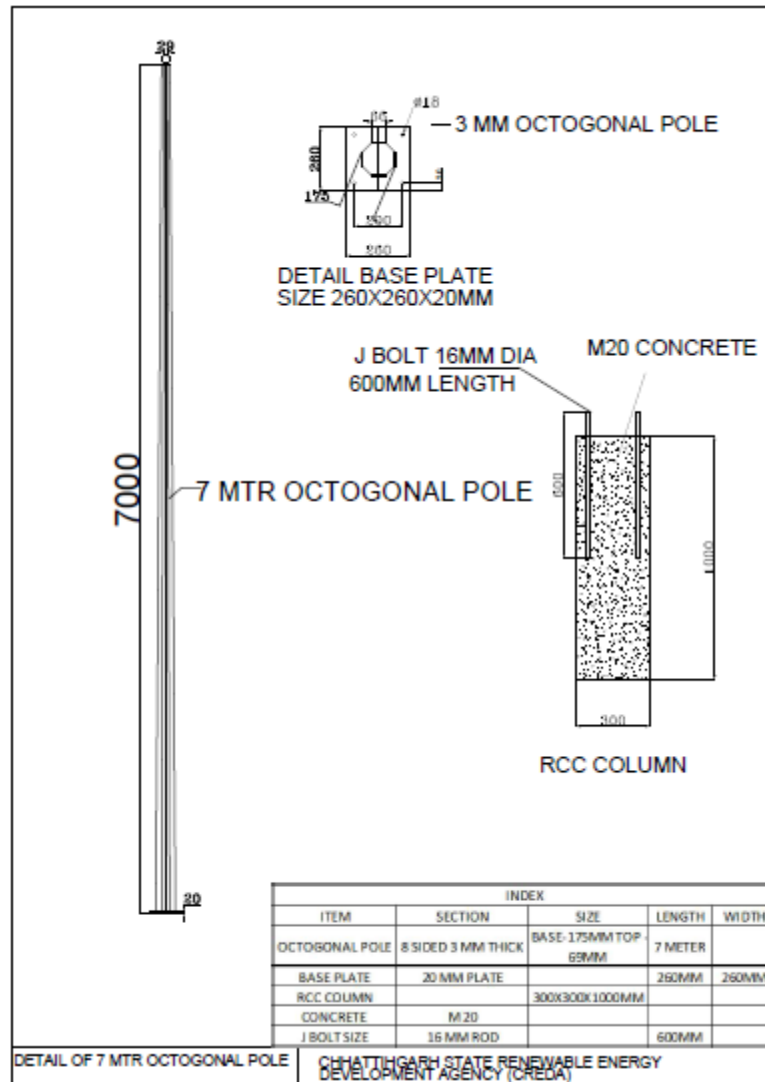 29
7000
7 MTR OCTOGONAL POLE
20
Ø18
3 MM OCTOGONAL POLE
260
175
200
260
DETAIL BASE PLATE
SIZE 260X260X20MM
J BOLT 16MM DIA
600MM LENGTH
M20 CONCRETE
600
1000
300
RCC COLUMN
INDEX
ITEM SECTION SIZE LENGTH WIDTH
OCTOGONAL POLE 8 SIDED 3 MM THICK BASE-175MM TOP - 7 METER
69MM
BASE PLATE 20 MM PLATE 260MM 260MM
RCC COLUMN 300X300X1000MM
CONCRETE M 20
J BOLT SIZE 16 MM ROD 600MM
DETAIL OF 7 MTR OCTOGONAL POLE
CHHATTIHGARH STATE RENEWABLE ENERGY
DEVELOPMENT AGENCY (CREDA)